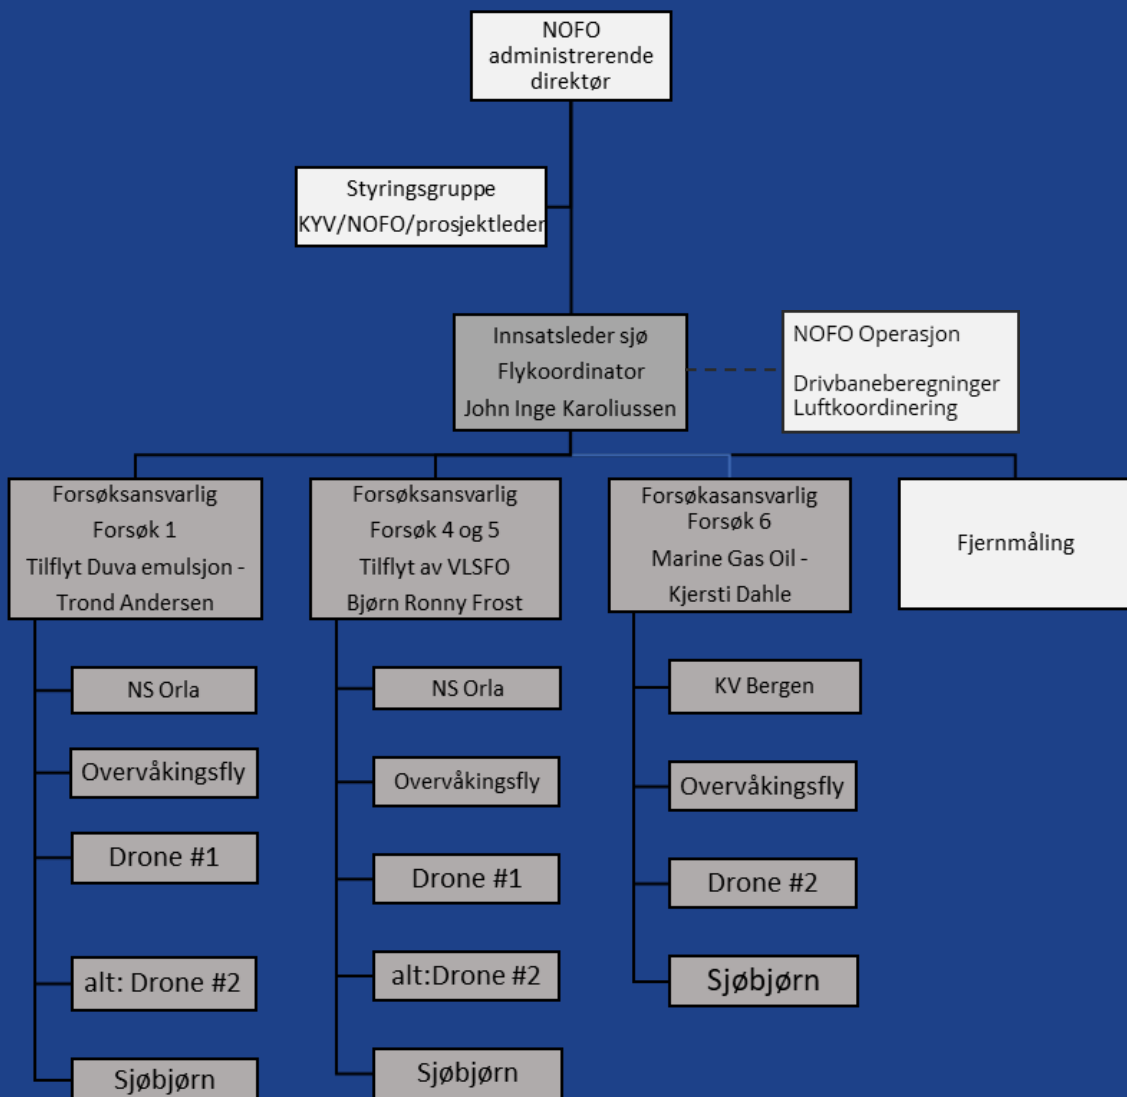 NOFO
administrerende
direktør
Styringsgruppe
KYV/NOFO/prosjektleder
Innsatsleder sjø
Flykoordinator
John Inge Karoliussen
NOFO Operasjon
Drivbaneberegninger
Luftkoordinering
Forsøksansvarlig
Forsøk 1
Tilflyt Duva emulsjon -
Trond Andersen
NS Orla
Overvåkingsfly
Drone #1
alt: Drone #2
Sjøbjørn
Forsøksansvarlig
Forsøk 4 og 5
Tilflyt av VLSFO
Bjørn Ronny Frost
NS Orla
Overvåkingsfly
Drone #1
alt:Drone #2
Sjøbjørn
Forsøkasansvarlig
Forsøk 6
Marine Gas Oil -
Kjersti Dahle
KV Bergen
Overvåkingsfly
Drone #2
Sjøbjørn
Fjernmåling